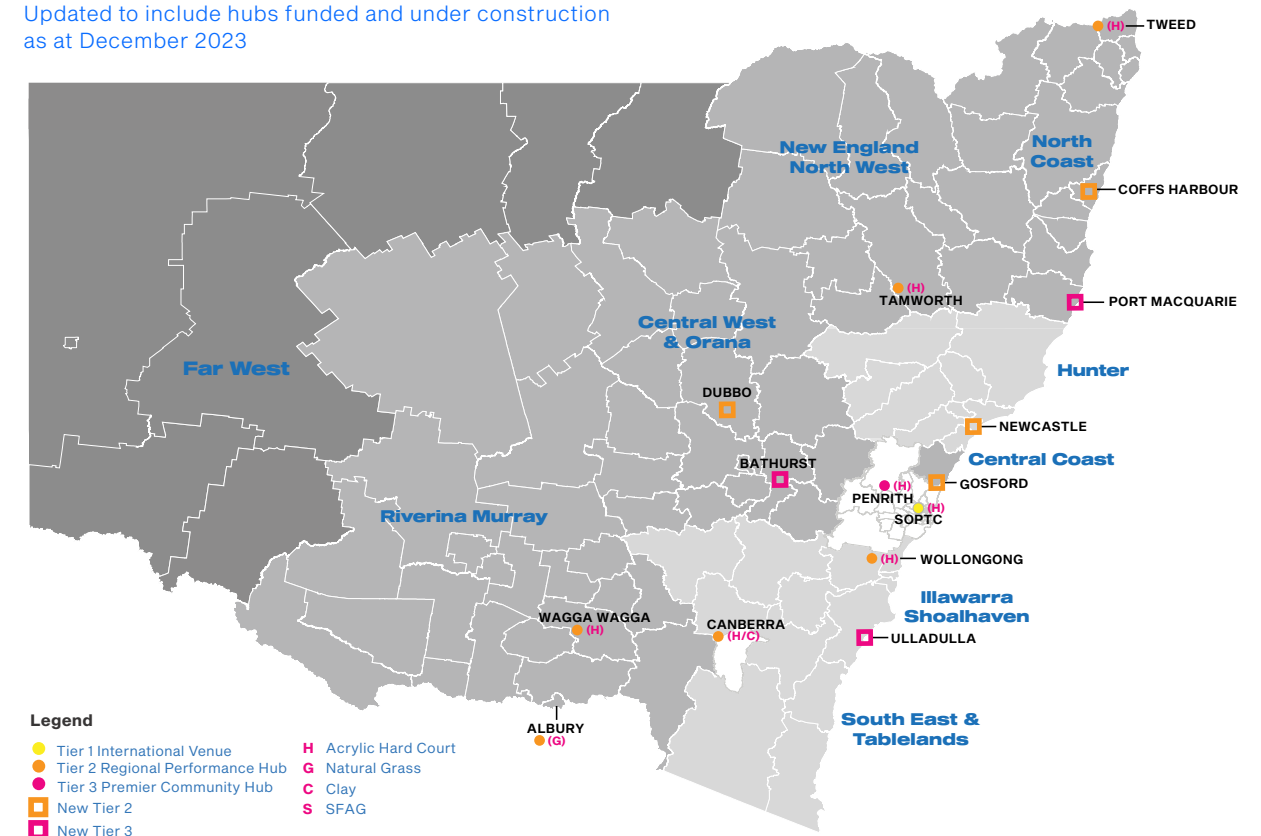 Updated to include hubs funded and under construction
as at December 2023
(H) TWEED
New England
North West
North
Coast
COFFS HARBOUR
(H)
TAMWORTH
PORT MACQUARIE
Central West
& Orana
Far West
Hunter
DUBBO
NEWCASTLE
BATHURST
Central Coast
(H)
PENRITH
GOSFORD
(H)
SOPTC
Riverina Murray
(H) WOLLONGONG
Illawarra
Shoalhaven
WAGGA WAGGA
(H)
CANBERRA
(H/C)
ULLADULLA
South East &
Tablelands
ALBURY
(G)
Legend
Tier 1 International Venue
Tier 2 Regional Performance Hub
Tier 3 Premier Community Hub
New Tier 2
New Tier 3
H Acrylic Hard Court
G Natural Grass
C Clay
S SFAG